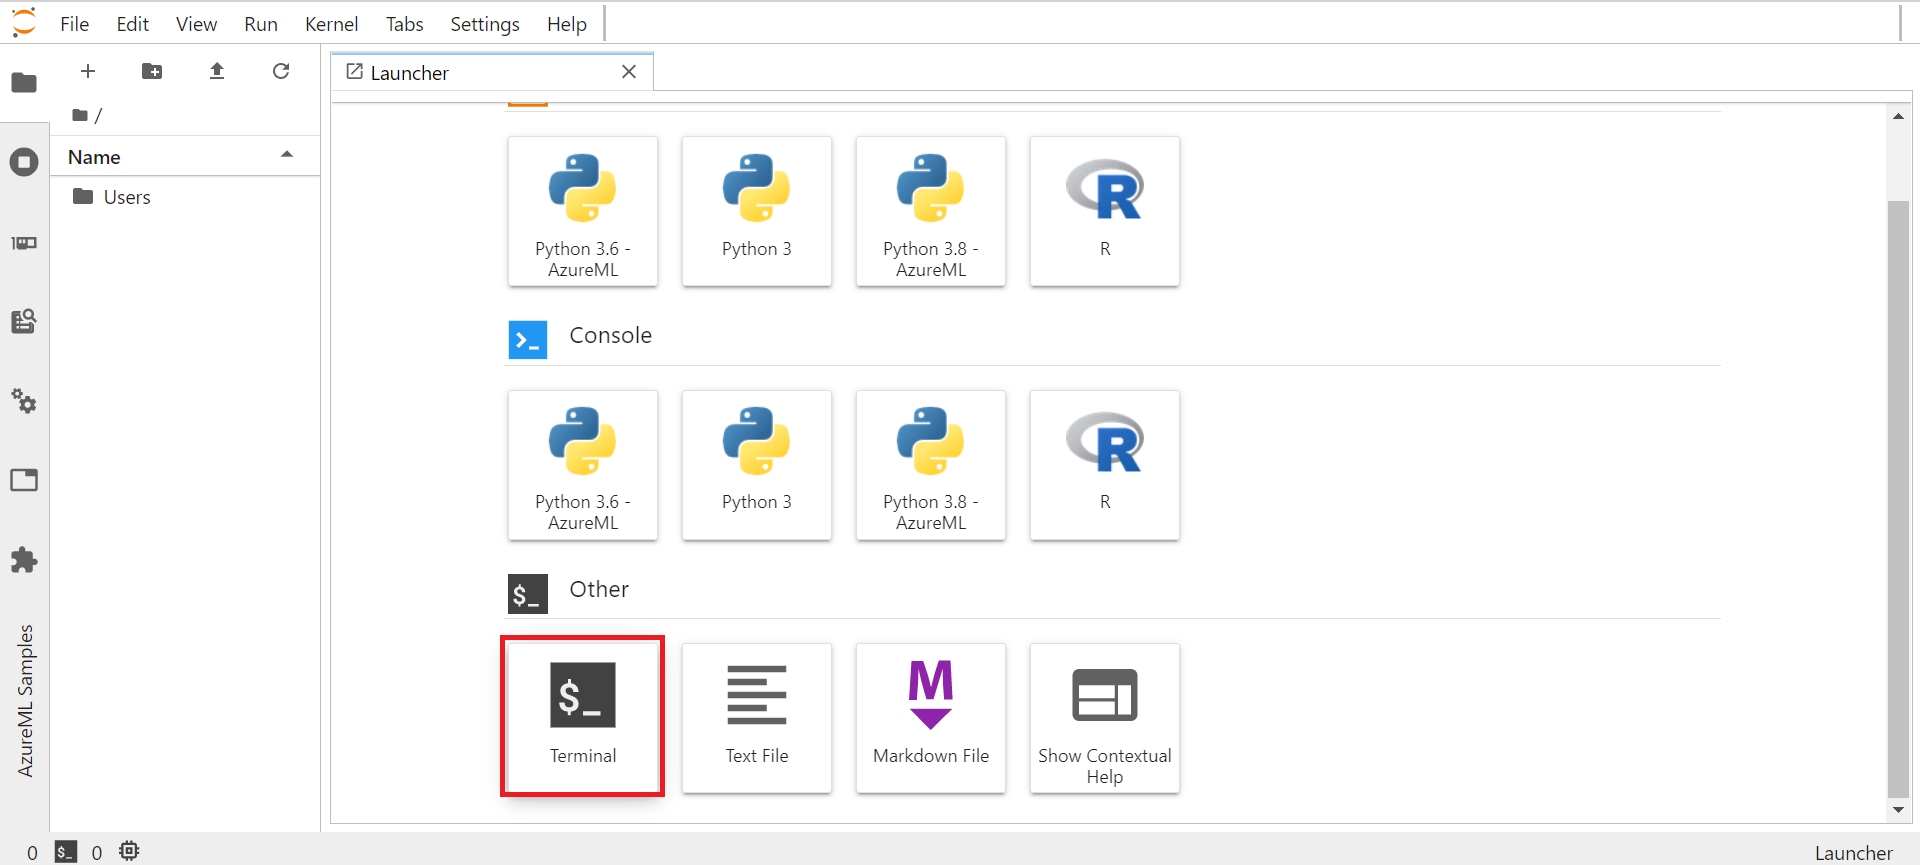 File Edit View Run Kernel Tabs Settings Help
Launcher
/
Name
Users
AzureML Samples
Python 3.6 -
AzureML
Python 3
Python 3.8 -
AzureML
R
Console
Python 3.6 -
AzureML
Python 3
Python 3.8 -
AzureML
R
$_ Other
$_
Terminal
Text File
M
Markdown File
Show Contextual
Help
0 $_ 0 Launcher